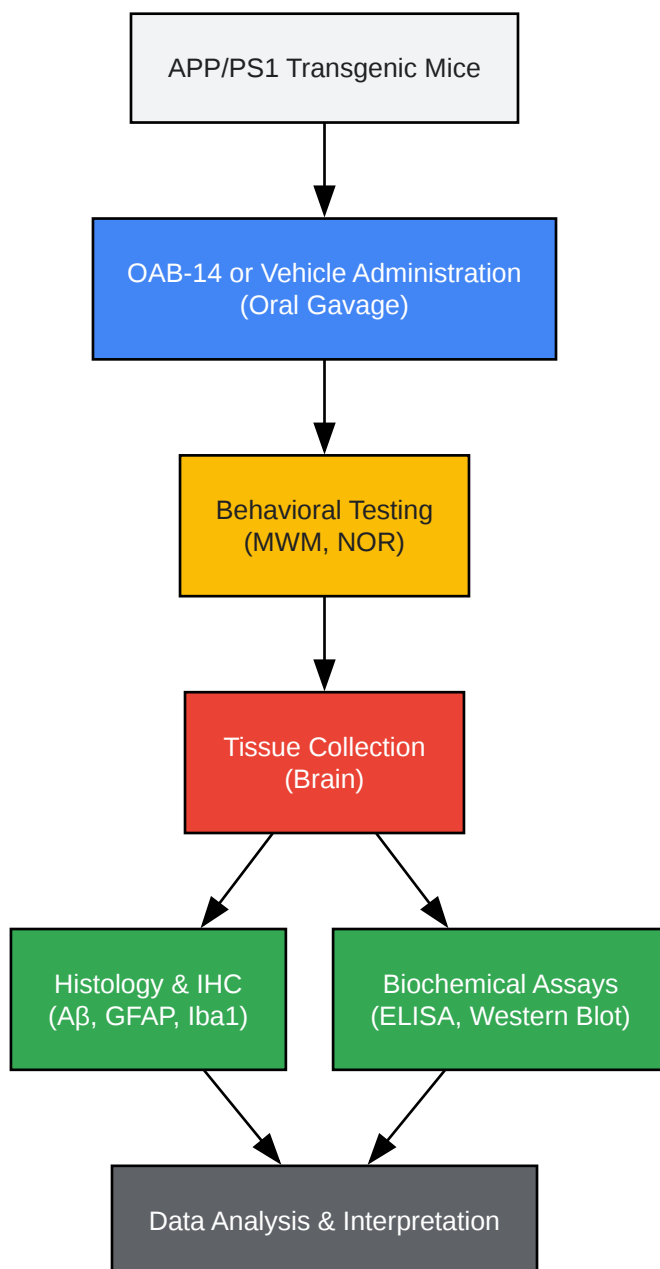 APP/PS1 Transgenic Mice
OAB-14 or Vehicle Administration
(Oral Gavage)
Behavioral Testing
(MWM, NOR)
Tissue Collection
(Brain)
Histology & IHC
(Aβ, GFAP, Iba1)
Biochemical Assays
(ELISA, Western Blot)
Data Analysis & Interpretation